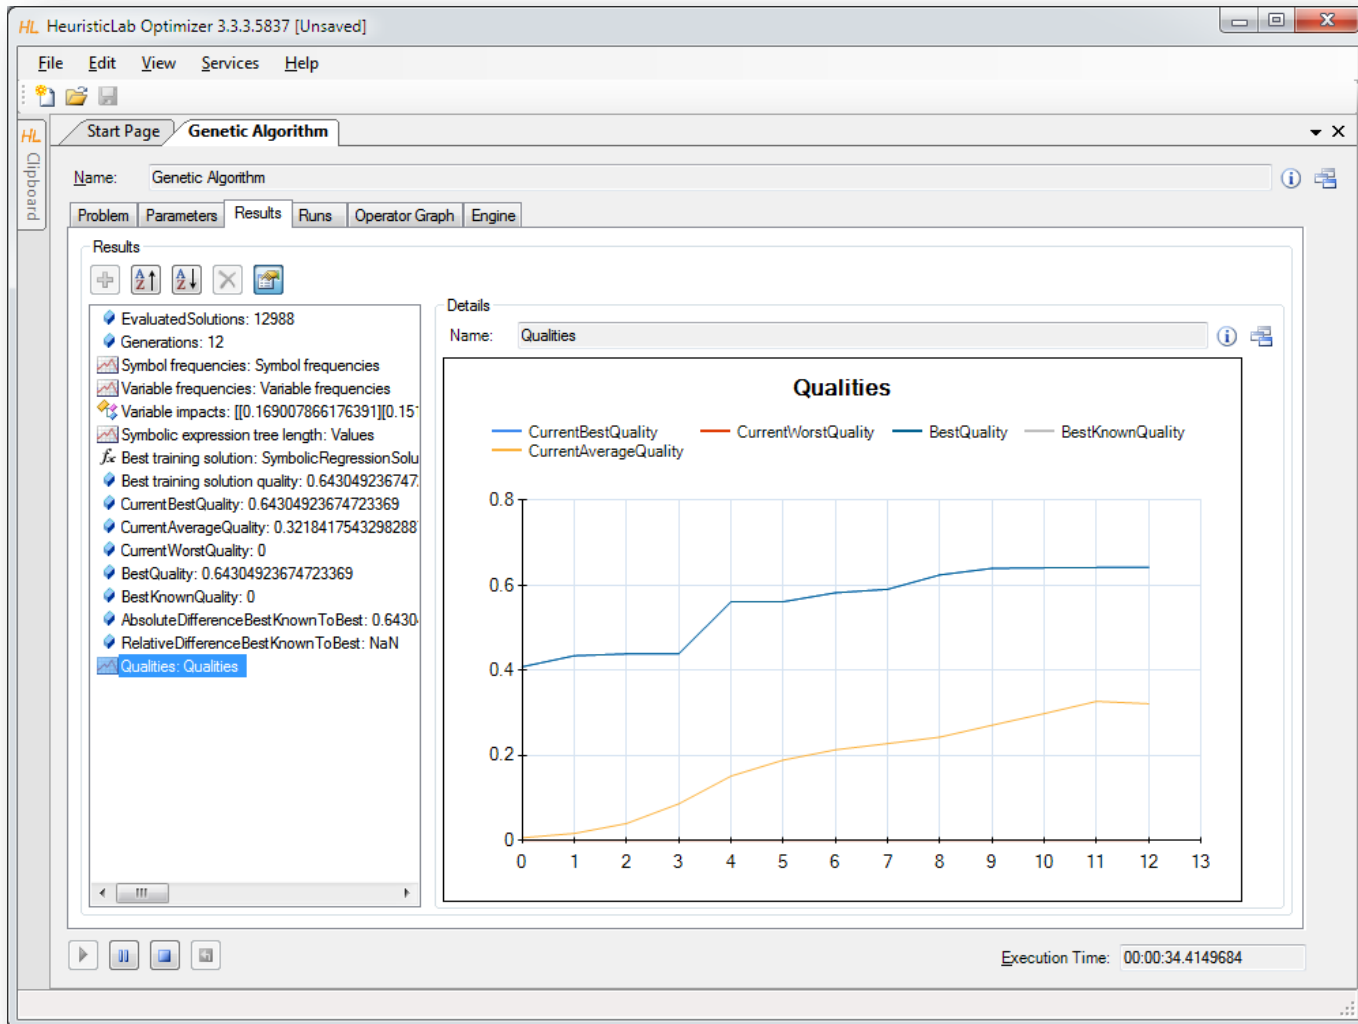 HL HeuristicLab Optimizer 3.3.3.5837 [Unsaved]
File Edit View Services Help
HL Clipboard
Start Page Genetic Algorithm
Name: Genetic Algorithm
Problem Parameters Results Runs Operator Graph Engine
Results
EvaluatedSolutions: 12988
Generations: 12
Symbol frequencies: Symbol frequencies
Variable frequencies: Variable frequencies
Variable impacts: [[0.169007866176391][0.15
Symbolic expression tree length: Values
Best training solution: SymbolicRegressionSolu
Best training solution quality: 0.64304923674723
CurrentBestQuality: 0.64304923674723369
CurrentAverageQuality: 0.3218417543298288
CurrentWorstQuality: 0
BestQuality: 0.64304923674723369
BestKnownQuality: 0
AbsoluteDifferenceBestKnownToBest: 0.6430
RelativeDifferenceBestKnownToBest: NaN
Qualities: Qualities
Details
Name: Qualities
Qualities
CurrentBestQuality CurrentWorstQuality BestQuality BestKnownQuality
CurrentAverageQuality
0.8
0.6
0.4
0.2
0
0 1 2 3 4 5 6 7 8 9 10 11 12 13
Execution Time: 00:00:34.4149684